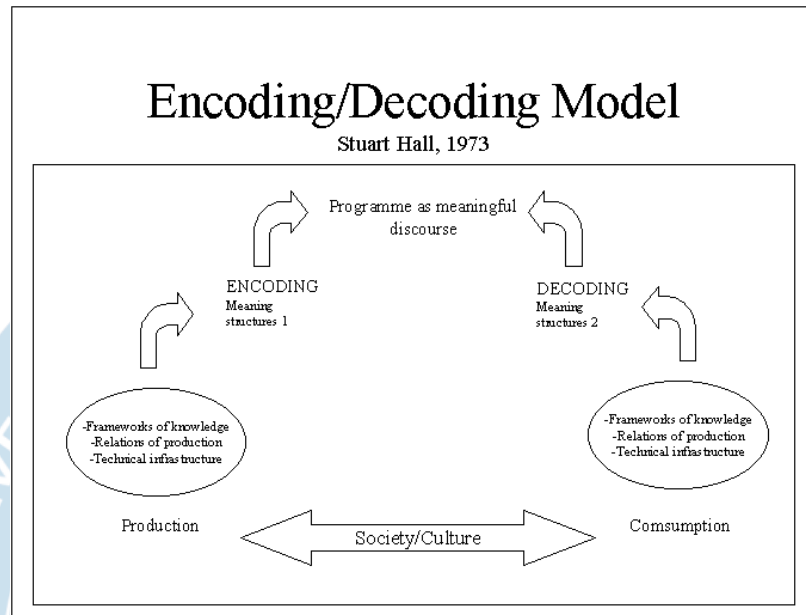 Encoding/Decoding Model
Stuart Hall, 1973
Programme as meaningful
discourse
ENCODING
Meaning
structures 1
DECODING
Meaning
structures 2
-Frameworks of knowledge
-Relations of production
-Technical infrastructure
-Frameworks of knowledge
-Relations of production
-Technical infrastructure
Production
Society/Culture
Comsumption